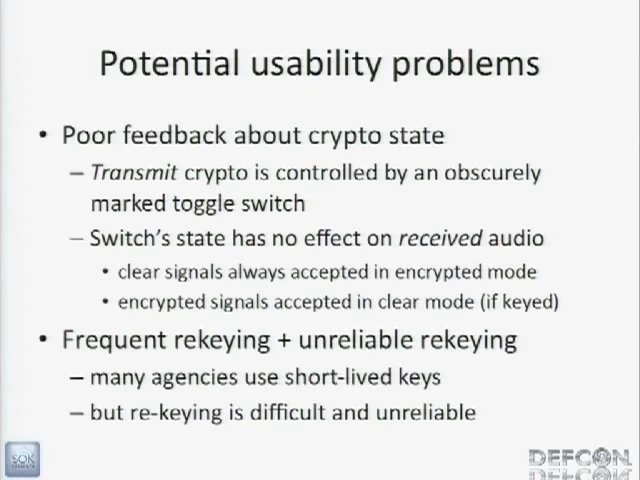 Potential usability problems
• Poor feedback about crypto state
– Transmit crypto is controlled by an obscurely
marked toggle switch
– Switch's state has no effect on received audio
• clear signals always accepted in encrypted mode
• encrypted signals accepted in clear mode (if keyed)
• Frequent rekeying + unreliable rekeying
– many agencies use short-lived keys
– but re-keying is difficult and unreliable
SOK
DEFCON